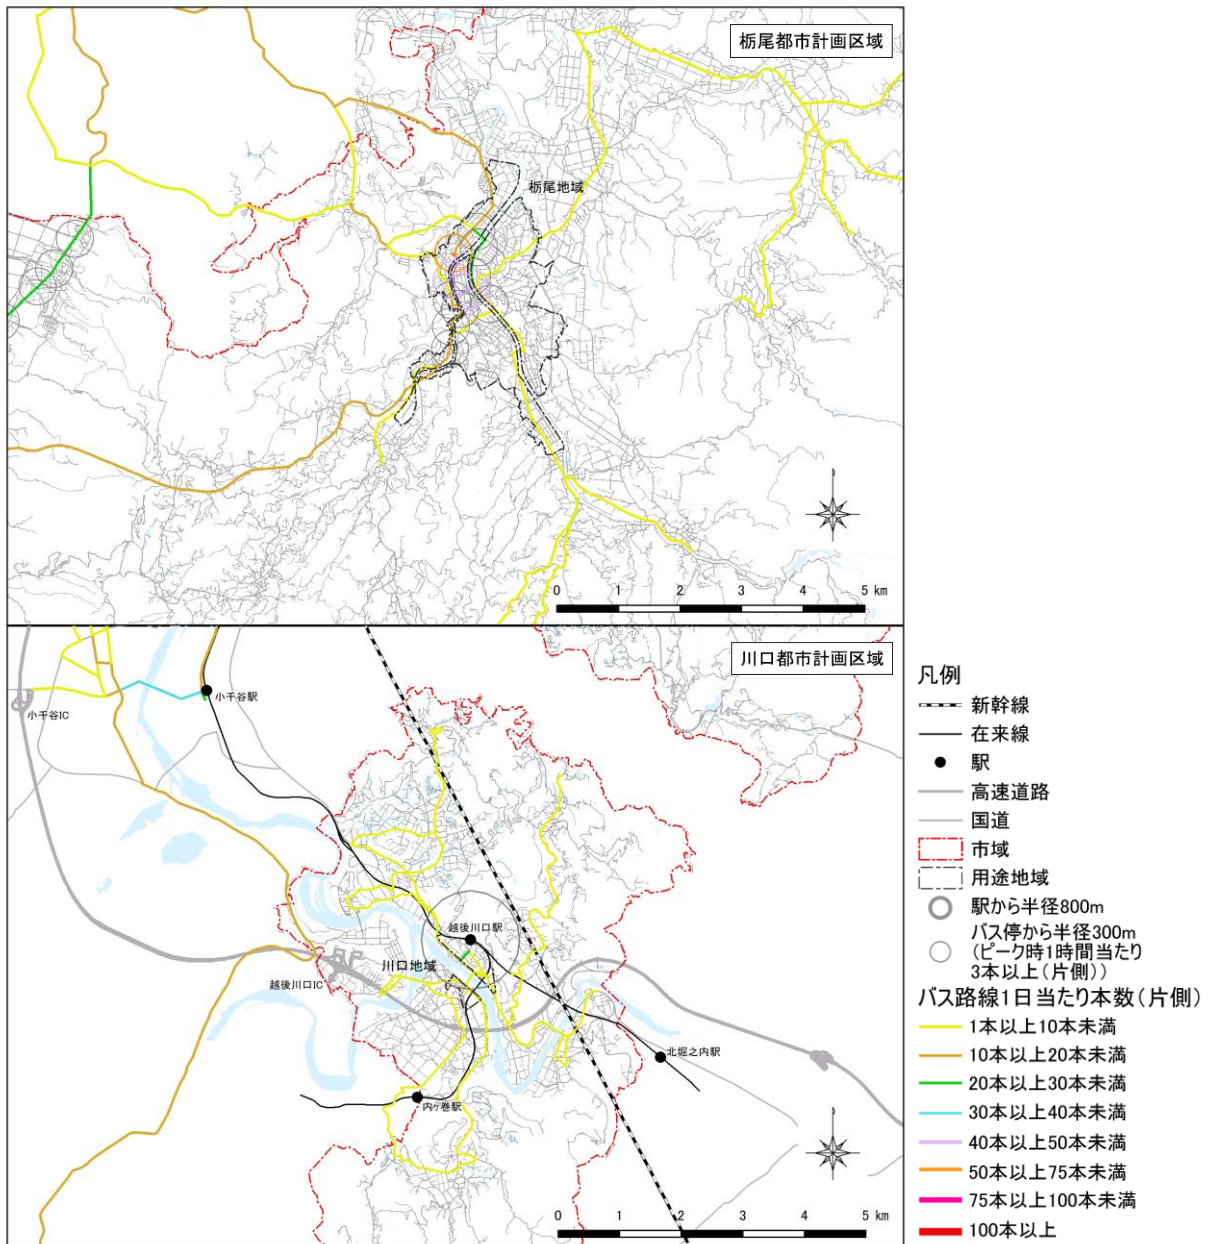 栃尾都市計画区域
栃尾地域
0 1 2 3 4 5 km
川口都市計画区域
小千谷駅
小千谷IC
越後川口駅
川口地域
越後川口IC
北堀之内駅
内ヶ巻駅
0 1 2 3 4 5 km
凡例
新幹線
在来線
駅
高速道路
国道
市域
用途地域
駅から半径800m
バス停から半径300m
(ピーク時1時間当たり
3本以上(片側))
バス路線1日当たり本数(片側)
1本以上10本未満
10本以上20本未満
20本以上30本未満
30本以上40本未満
40本以上50本未満
50本以上75本未満
75本以上100本未満
100本以上